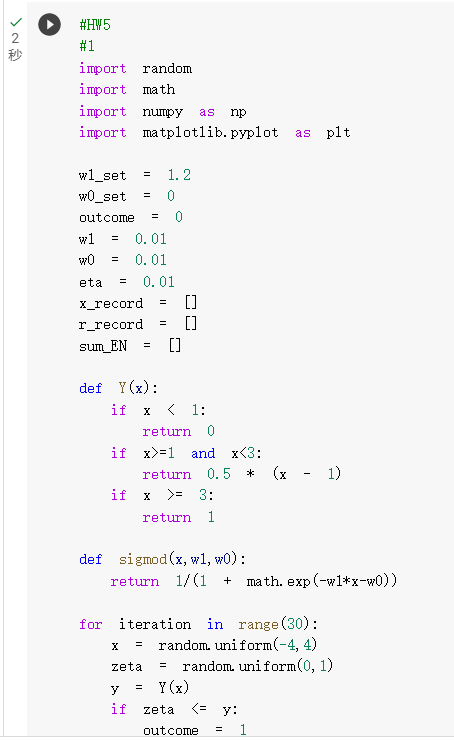 2
秒
#HW5
#1
import random
import math
import numpy as np
import matplotlib.pyplot as plt
w1_set = 1.2
w0_set = 0
outcome = 0
w1 = 0.01
w0 = 0.01
eta = 0.01
x_record = []
r_record = []
sum_EN = []
def Y(x):
    if x < 1:
        return 0
    if x>=1 and x<3:
        return 0.5 * (x - 1)
    if x >= 3:
        return 1
def sigmod(x,w1,w0):
    return 1/(1 + math.exp(-w1*x-w0))
for iteration in range(30):
    x = random.uniform(-4,4)
    zeta = random.uniform(0,1)
    y = Y(x)
    if zeta <= y:
        outcome = 1